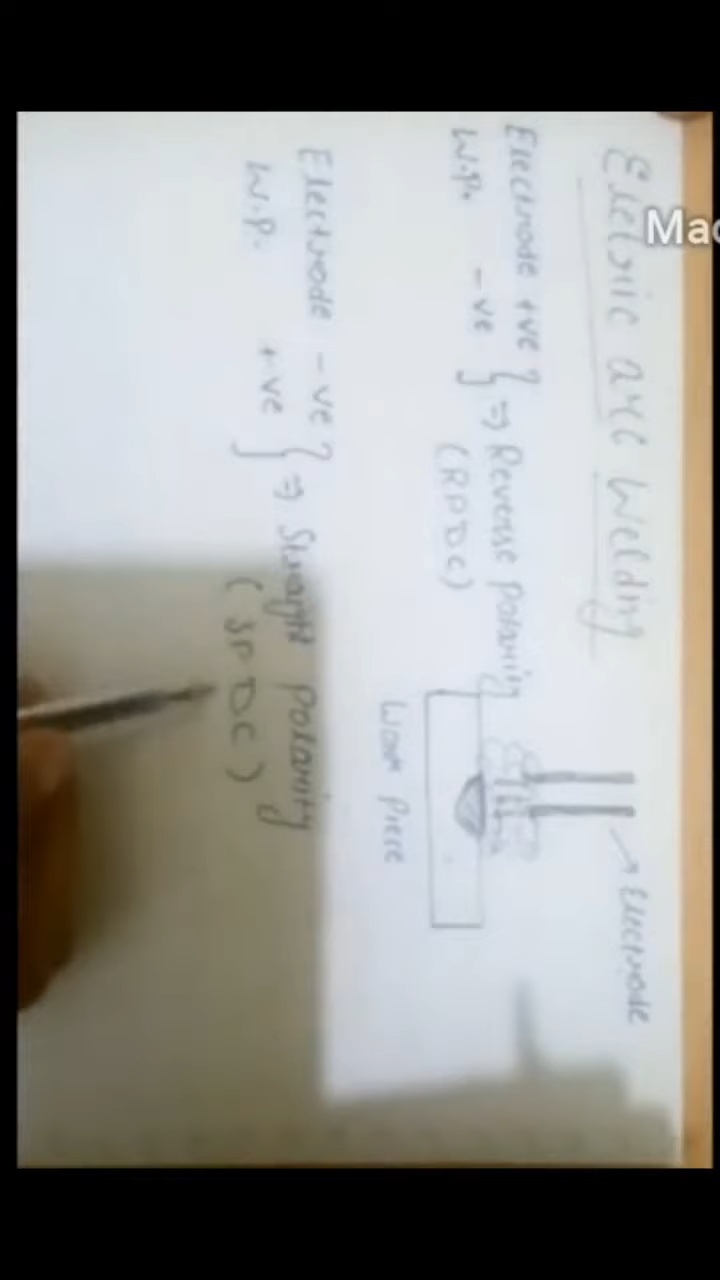 Electric arc Welding
Electrode +ve } ⇒ Reverse polarity
W.P. -ve (RPDC)
Electrode -ve } ⇒ Straight polarity
W.P. +ve (SPDC)
Electrode
Work Piece
Mac